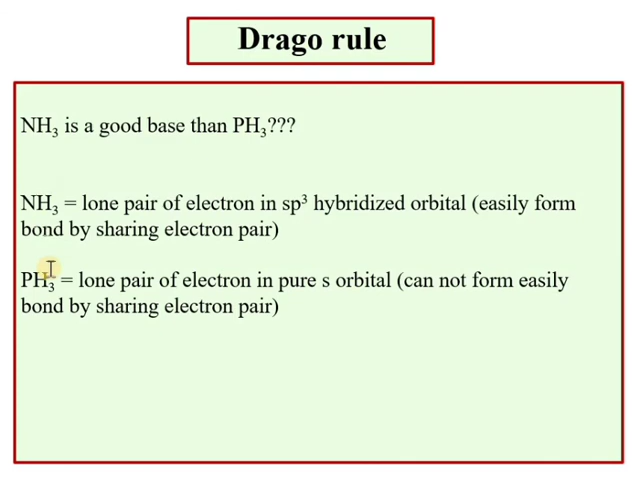 Drago rule
NH₃ is a good base than PH₃???
NH₃ = lone pair of electron in sp³ hybridized orbital (easily form
bond by sharing electron pair)
PH₃ = lone pair of electron in pure s orbital (can not form easily
bond by sharing electron pair)